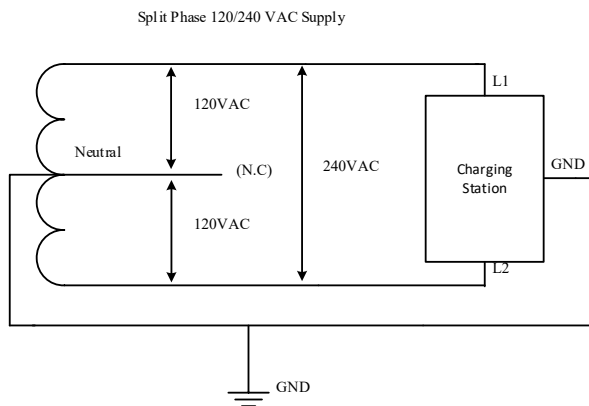 Split Phase 120/240 VAC Supply
L1
120VAC
Neutral
(N.C)
240VAC
Charging
Station
GND
120VAC
L2
GND